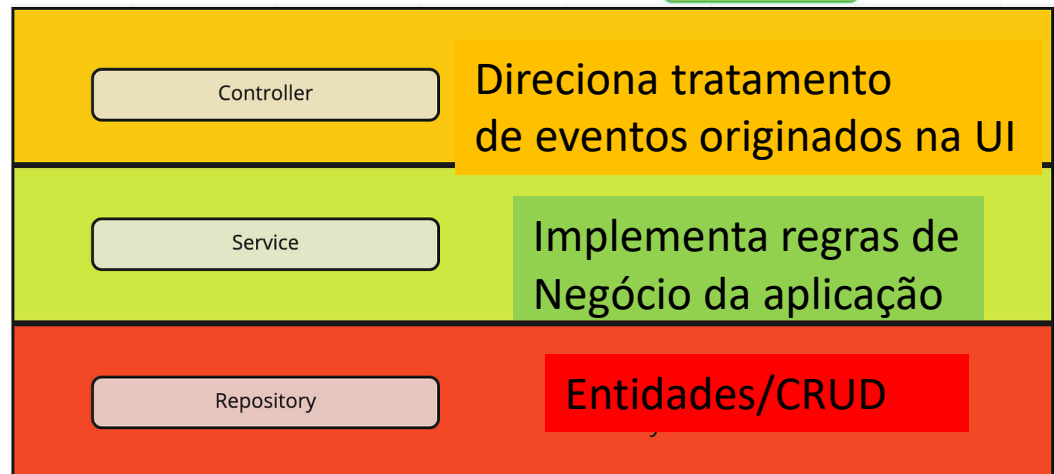 Controller
Direciona tratamento
de eventos originados na UI
Service
Implementa regras de
Negócio da aplicação
Repository
Entidades/CRUD